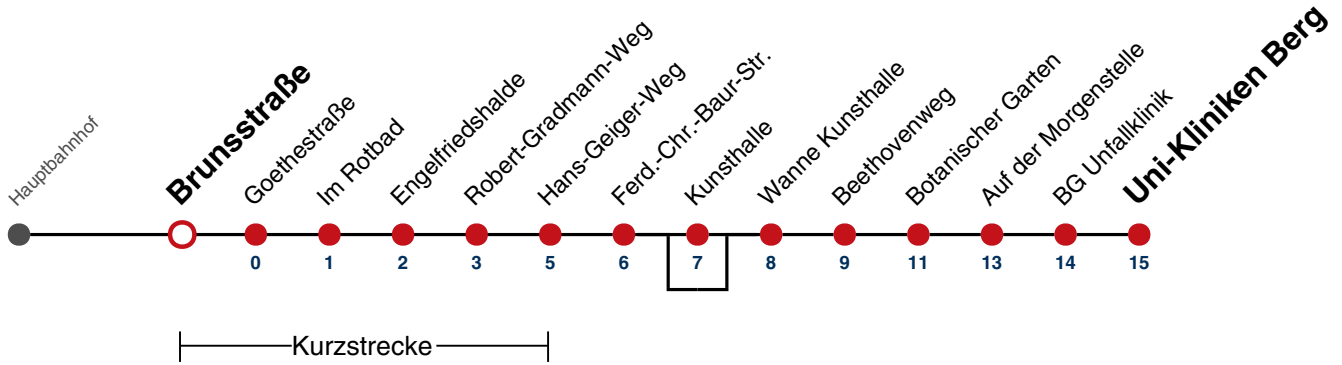 Hauptbahnhof
Brunsstraße
Goethestraße
Im Rotbad
Engelfriedshalde
Robert-Gradmann-Weg
Hans-Geiger-Weg
Ferd.-Chr.-Baur-Str.
Kunsthalle
Wanne Kunsthalle
Beethovenweg
Botanischer Garten
Auf der Morgenstelle
BG Unfallklinik
Uni-Kliniken Berg
0 1 2 3 5 6 7 8 9 11 13 14 15
Kurzstrecke